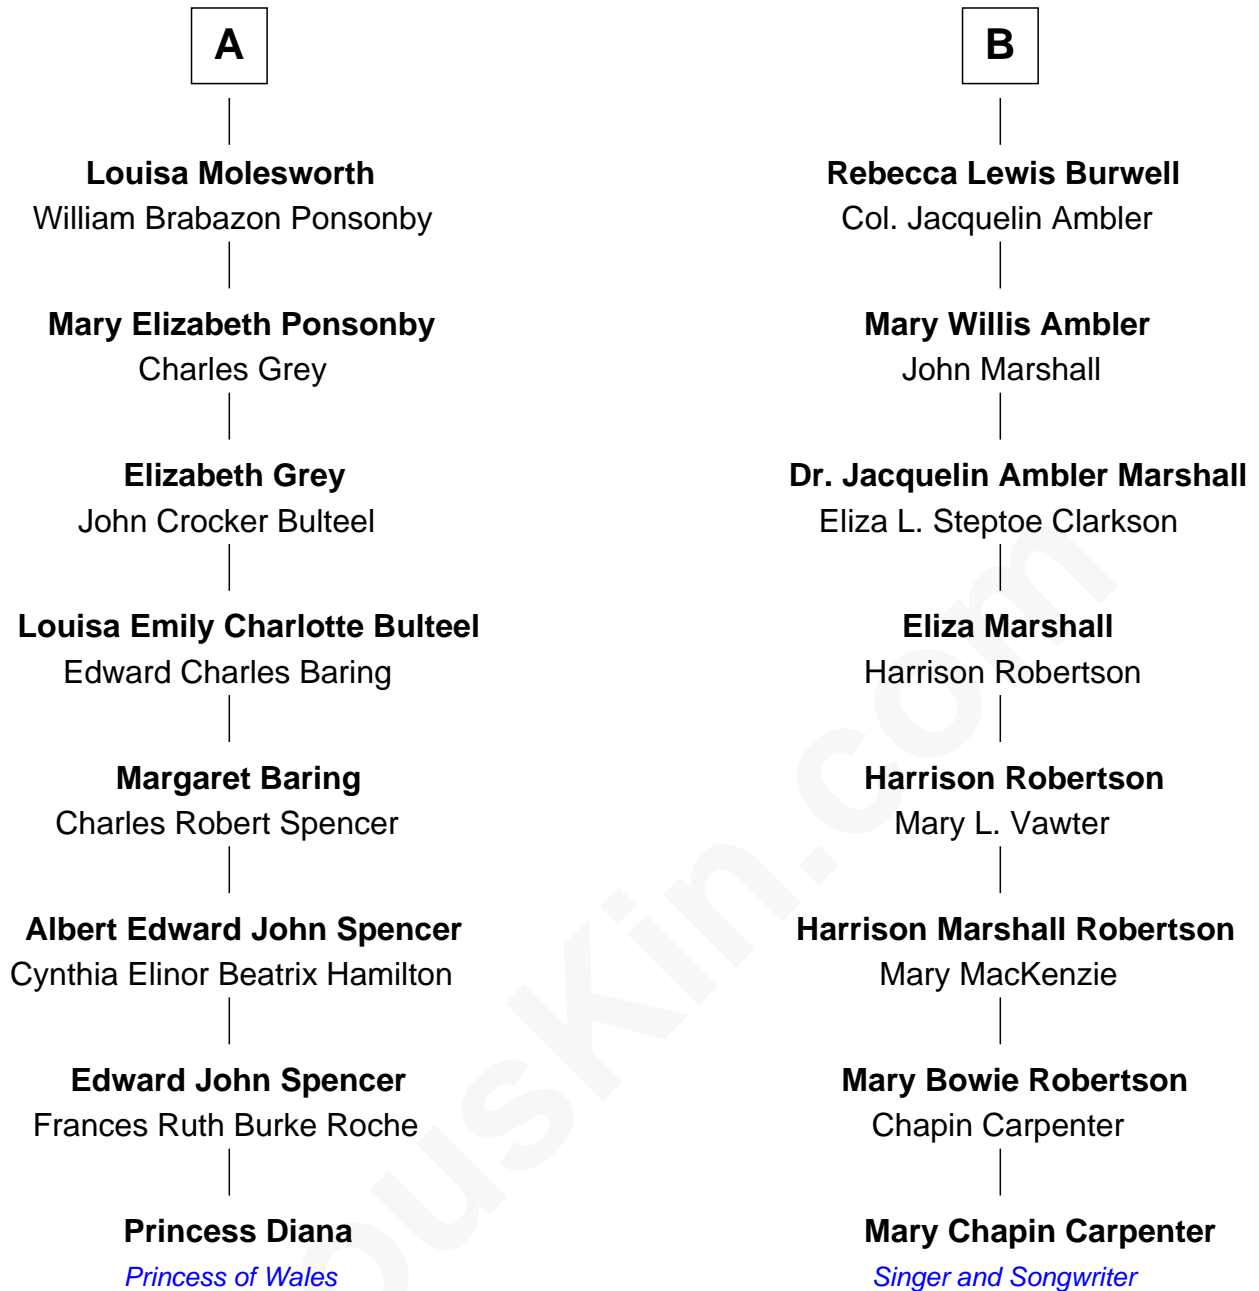 A
Louisa Molesworth
William Brabazon Ponsonby
Mary Elizabeth Ponsonby
Charles Grey
Elizabeth Grey
John Crocker Bulteel
Louisa Emily Charlotte Bulteel
Edward Charles Baring
Margaret Baring
Charles Robert Spencer
Albert Edward John Spencer
Cynthia Elinor Beatrix Hamilton
Edward John Spencer
Frances Ruth Burke Roche
Princess Diana
Princess of Wales
B
Rebecca Lewis Burwell
Col. Jacquelin Ambler
Mary Willis Ambler
John Marshall
Dr. Jacquelin Ambler Marshall
Eliza L. Steptoe Clarkson
Eliza Marshall
Harrison Robertson
Harrison Robertson
Mary L. Vawter
Harrison Marshall Robertson
Mary MacKenzie
Mary Bowie Robertson
Chapin Carpenter
Mary Chapin Carpenter
Singer and Songwriter
ousKin.com